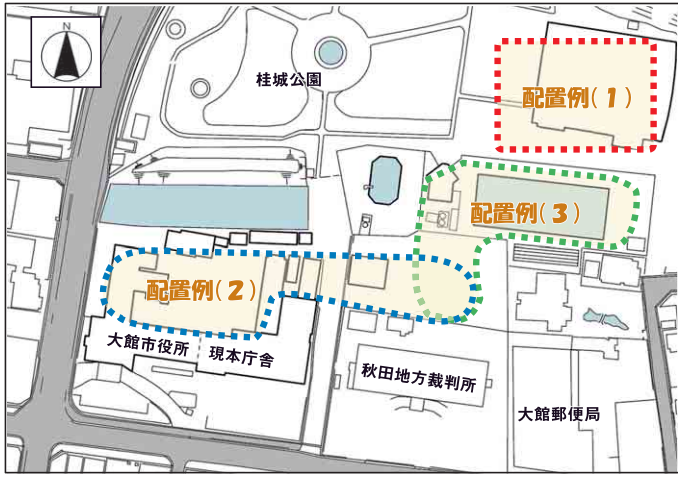 N
桂城公園
配置例(1)
配置例(3)
配置例(2)
大館市役所 現本庁舎
秋田地方裁判所
大館郵便局